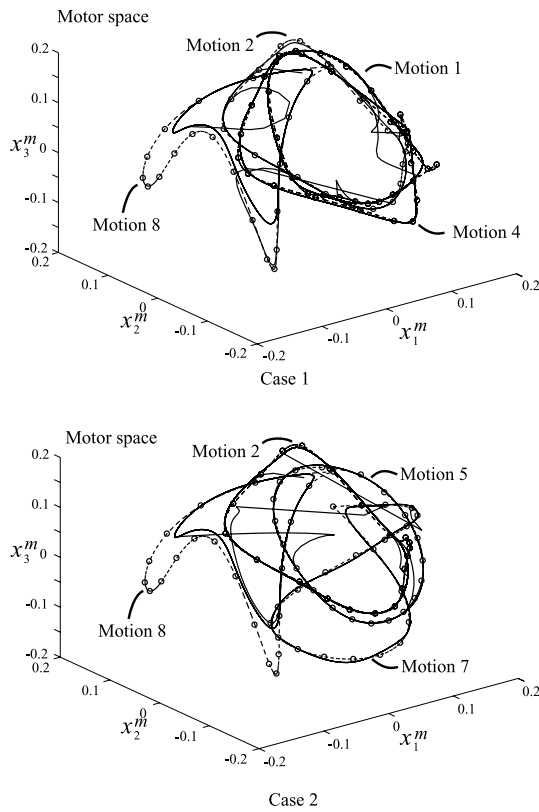 Motor space
Motion 2
Motion 1
0.2
0.1
x₃ᵐ
0
-0.1
-0.2
Motion 8
Motion 4
0.2
0.1
0
-0.1
-0.2
x₂ᵐ
-0.2
-0.1
0
0.1
0.2
x₁ᵐ
Case 1
Motor space
Motion 2
Motion 5
0.2
0.1
x₃ᵐ
0
-0.1
-0.2
Motion 8
Motion 7
0.2
0.1
0
-0.1
-0.2
x₂ᵐ
-0.2
-0.1
0
0.1
0.2
x₁ᵐ
Case 2